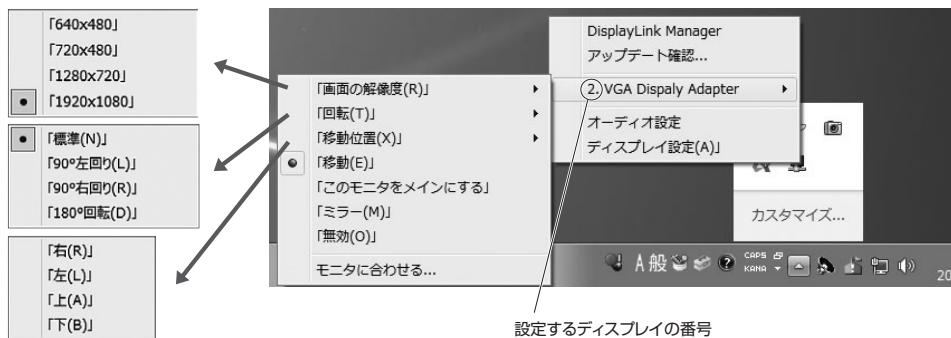 「640x480」
「720x480」
「1280x720」
「1920x1080」
「標準(N)」
「90°左回り(L)」
「90°右回り(R)」
「180°回転(D)」
「右(R)」
「左(L)」
「上(A)」
「下(B)」
「画面の解像度(R)」
「回転(T)」
「移動位置(X)」
「移動(E)」
「このモニタをメインにする」
「ミラー(M)」
「無効(O)」
モニタに合わせる...
DisplayLink Manager
アップデート確認...
2. VGA Dispaly Adapter
オーディオ設定
ディスプレイ設定(A)」
カスタマイズ...
A 般
CAPS
KANA
20
設定するディスプレイの番号